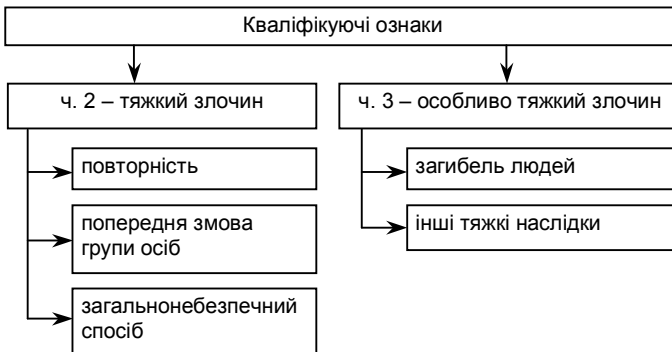 Кваліфікуючі ознаки
ч. 2 – тяжкий злочин
повторність
попередня змова
групи осіб
загальнонебезпечний
спосіб
ч. 3 – особливо тяжкий злочин
загибель людей
інші тяжкі наслідки